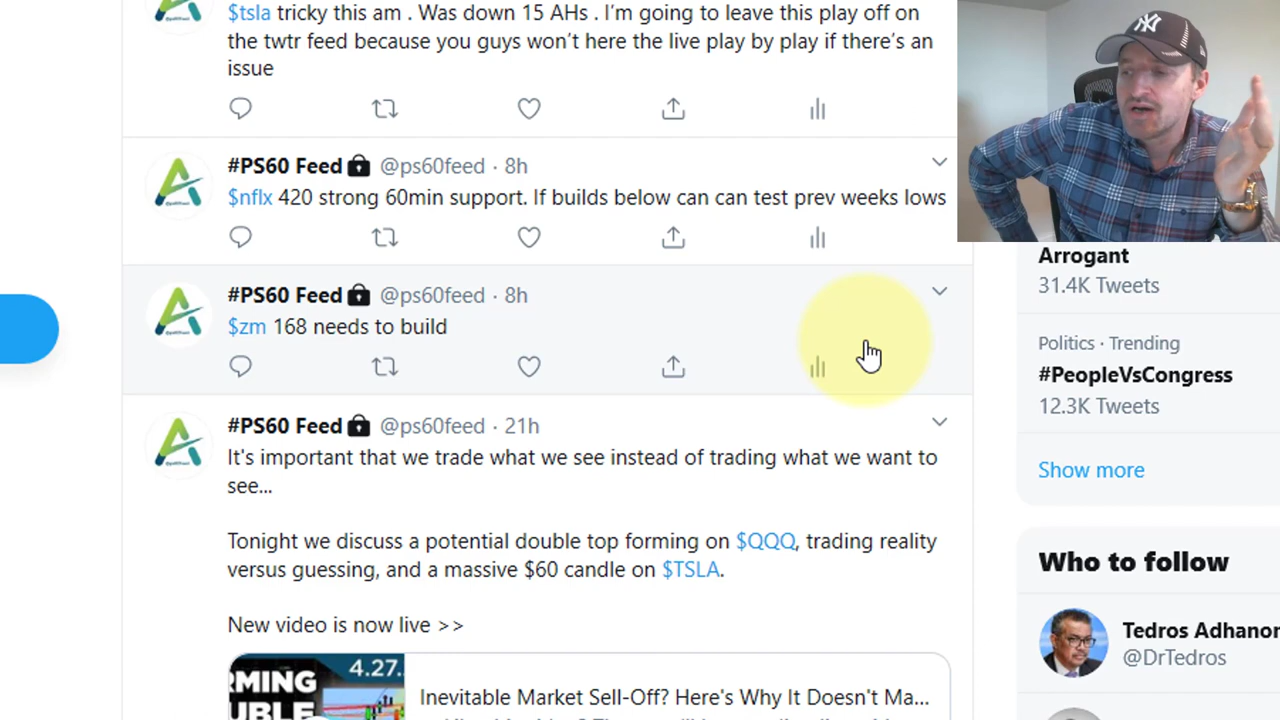 $tsla tricky this am . Was down 15 AHs . I'm going to leave this play off on
the twtr feed because you guys won't here the live play by play if there's an
issue
#PS60 Feed @ps60feed · 8h
$nflx 420 strong 60min support. If builds below can can test prev weeks lows
#PS60 Feed @ps60feed · 8h
$zm 168 needs to build
#PS60 Feed @ps60feed · 21h
It's important that we trade what we see instead of trading what we want to
see...
Tonight we discuss a potential double top forming on $QQQ, trading reality
versus guessing, and a massive $60 candle on $TSLA.
New video is now live >>
4.27.
RMING
Inevitable Market Sell-Off? Here's Why It Doesn't Ma...
Arrogant
31.4K Tweets
Politics · Trending
#PeopleVsCongress
12.3K Tweets
Show more
Who to follow
Tedros Adhanor
@DrTedros